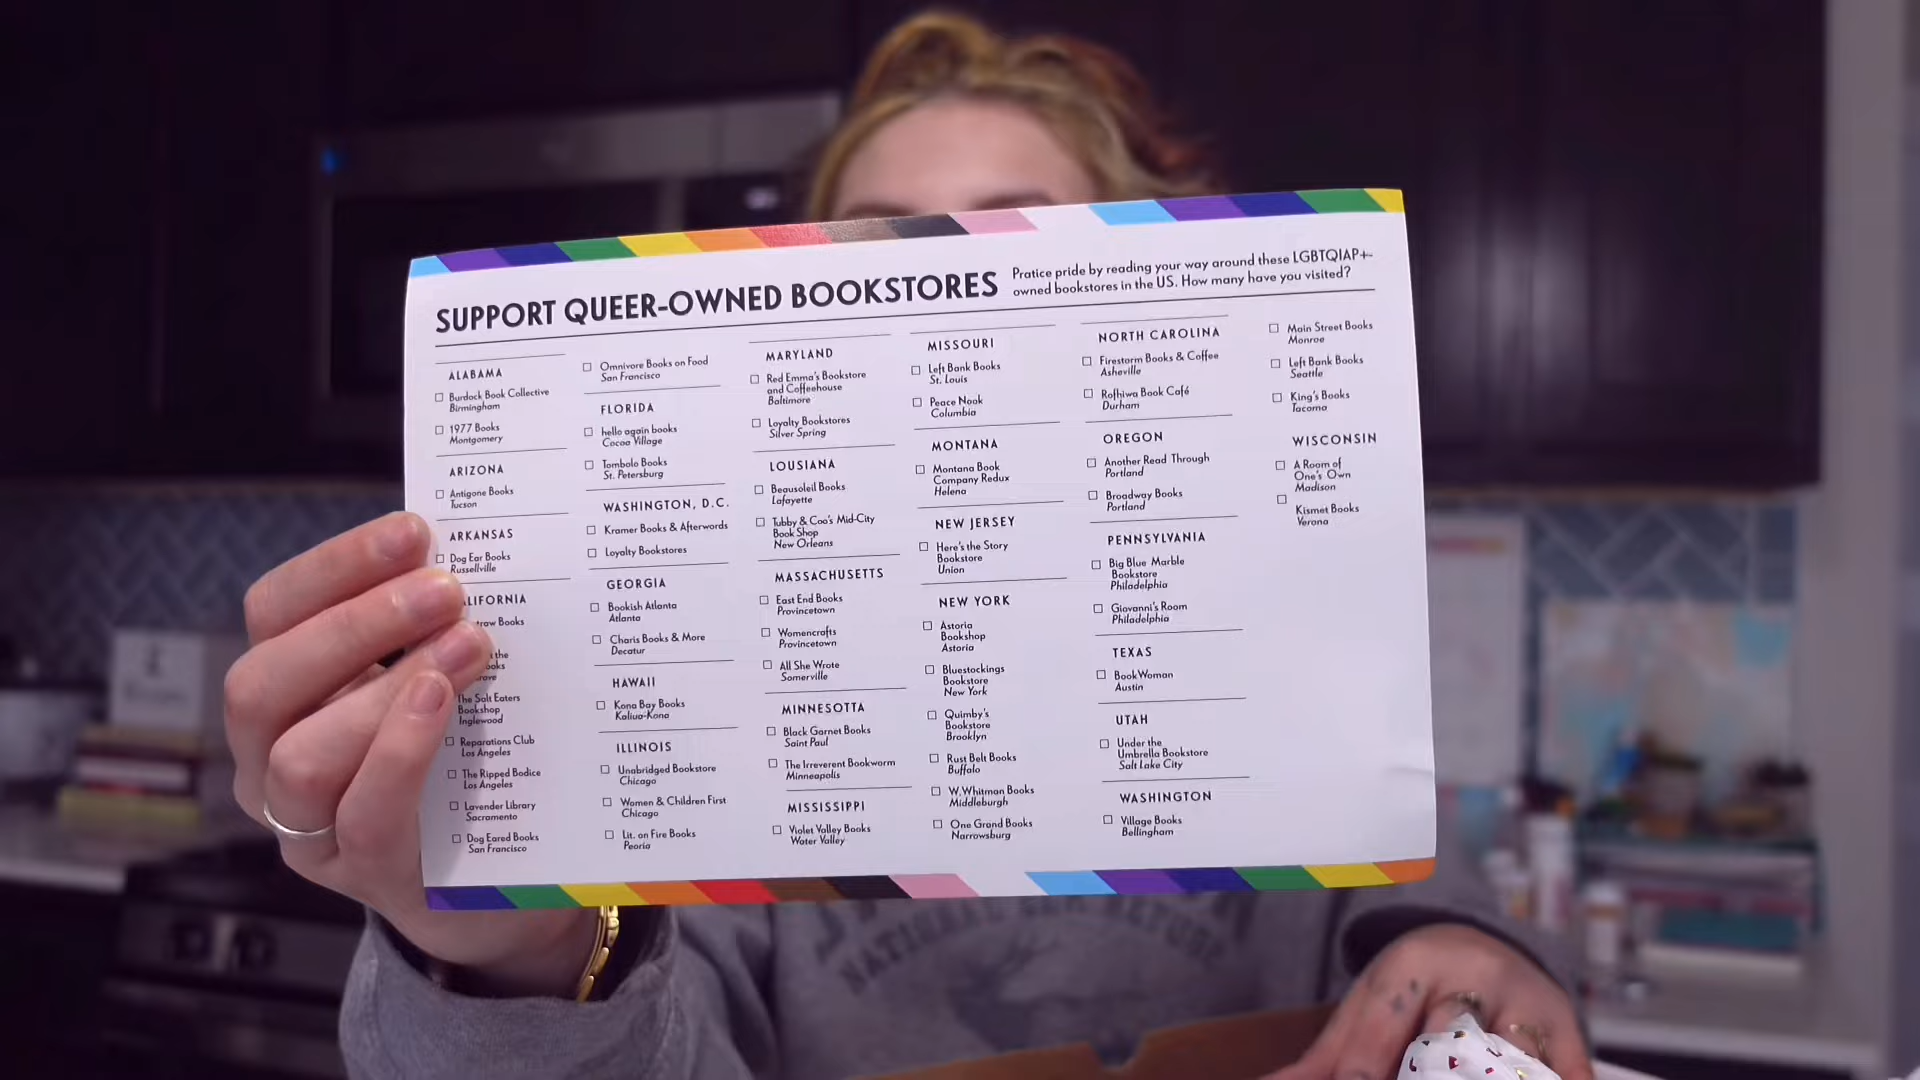 SUPPORT QUEER-OWNED BOOKSTORES
Pratice pride by reading your way around these LGBTQIAP+-
owned bookstores in the US. How many have you visited?
ALABAMA
Burdock Book Collective
Birmingham
1977 Books
Montgomery
ARIZONA
Antigone Books
Tucson
ARKANSAS
Dog Ear Books
Russellville
LIFORNIA
Books
the
The Salt Eaters
Bookshop
Inglewood
Reparations Club
Los Angeles
The Ripped Bodice
Los Angeles
Lavender Library
Sacramento
Dog Eared Books
San Francisco
Omnivore Books on Food
San Francisco
FLORIDA
hello again books
Cocoa Village
Tombolo Books
St. Petersburg
WASHINGTON, D.C.
Kramer Books & Afterwords
Loyalty Bookstores
GEORGIA
Bookish Atlanta
Atlanta
Charis Books & More
Decatur
HAWAII
Kona Bay Books
Kaliua-Kona
ILLINOIS
Unabridged Bookstore
Chicago
Women & Children First
Chicago
Lit. on Fire Books
Peoria
MARYLAND
Red Emma's Bookstore
and Coffeehouse
Baltimore
Loyalty Bookstores
Silver Spring
LOUSIANA
Beausoleil Books
Lafayette
Tubby & Coo's Mid-City
Book Shop
New Orleans
MASSACHUSETTS
East End Books
Provincetown
Womencrafts
Provincetown
All She Wrote
Somerville
MINNESOTA
Black Garnet Books
Saint Paul
The Irreverent Bookworm
Minneapolis
MISSISSIPPI
Violet Valley Books
Water Valley
MISSOURI
Left Bank Books
St. Louis
Peace Nook
Columbia
MONTANA
Montana Book
Company Redux
Helena
NEW JERSEY
Here's the Story
Bookstore
Union
NEW YORK
Astoria
Bookshop
Astoria
Bluestockings
Bookstore
New York
Quimby's
Bookstore
Brooklyn
Rust Belt Books
Buffalo
W.Whitman Books
Middleburgh
One Grand Books
Narrowsburg
NORTH CAROLINA
Firestorm Books & Coffee
Asheville
Rofhiwa Book Café
Durham
OREGON
Another Read Through
Portland
Broadway Books
Portland
PENNSYLVANIA
Big Blue Marble
Bookstore
Philadelphia
Giovanni's Room
Philadelphia
TEXAS
BookWoman
Austin
UTAH
Under the
Umbrella Bookstore
Salt Lake City
WASHINGTON
Village Books
Bellingham
Main Street Books
Monroe
Left Bank Books
Seattle
King's Books
Tacoma
WISCONSIN
A Room of
One's Own
Madison
Kismet Books
Verona
NATIONAL